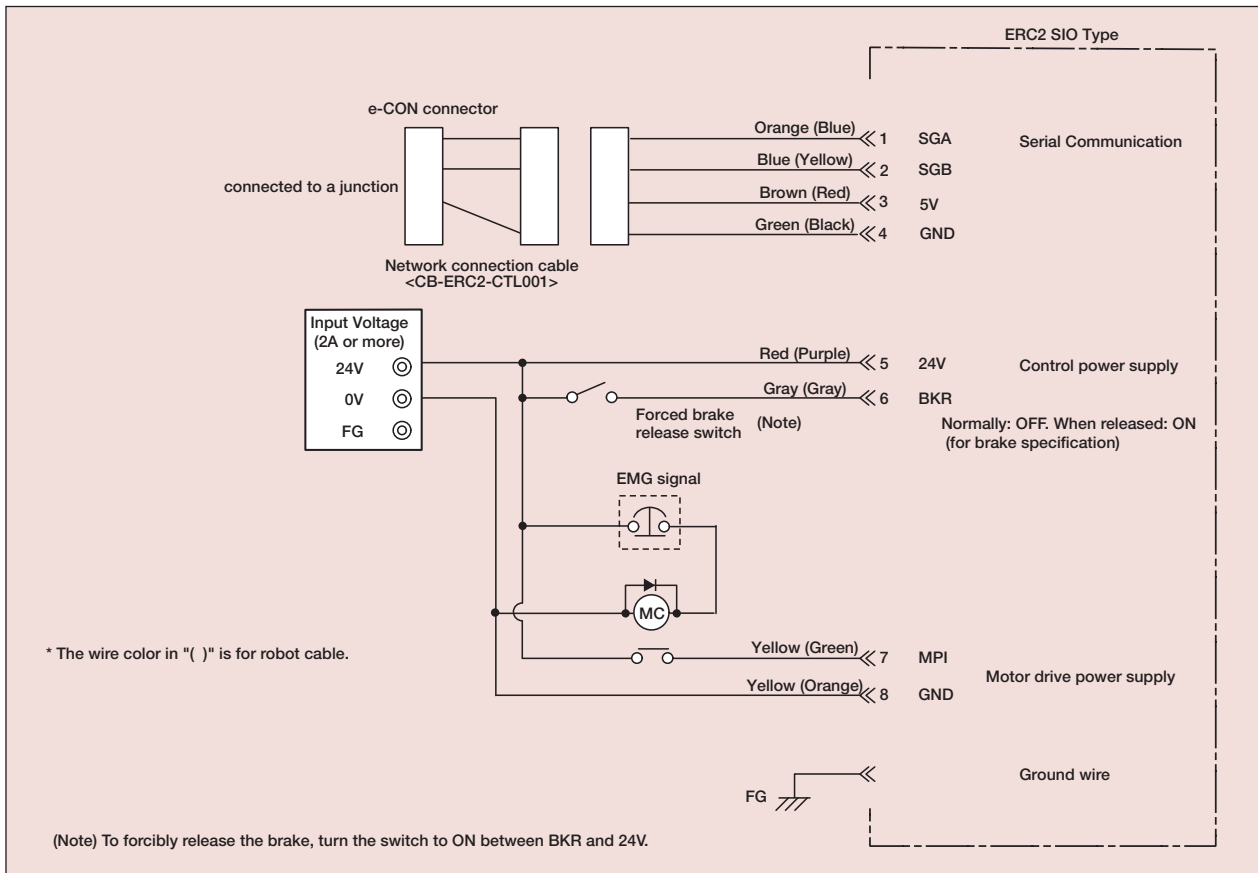 ERC2 SIO Type
e-CON connector
connected to a junction
Network connection cable
<CB-ERC2-CTL001>
Orange (Blue) 1 SGA Serial Communication
Blue (Yellow) 2 SGB
Brown (Red) 3 5V
Green (Black) 4 GND
Input Voltage
(2A or more)
24V
0V
FG
Red (Purple) 5 24V Control power supply
Gray (Gray) 6 BKR
Forced brake
release switch
(Note)
Normally: OFF. When released: ON
(for brake specification)
EMG signal
MC
* The wire color in "( )" is for robot cable.
Yellow (Green) 7 MPI
Motor drive power supply
Yellow (Orange) 8 GND
Ground wire
FG
(Note) To forcibly release the brake, turn the switch to ON between BKR and 24V.